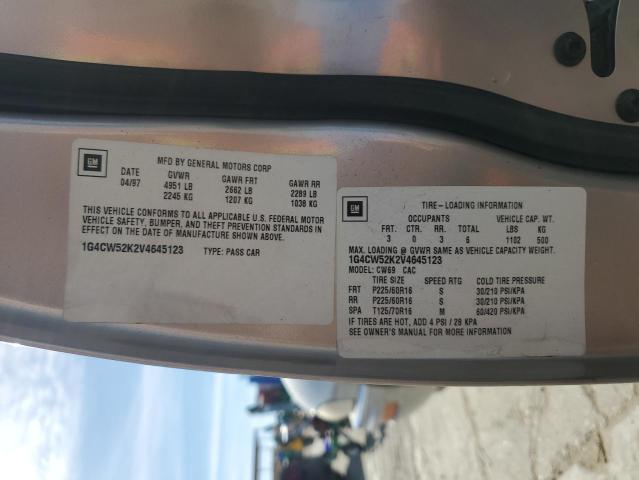 GM
MFD BY GENERAL MOTORS CORP
DATE GVWR GAWR FRT GAWR RR
04/97 4951 LB 2662 LB 2289 LB
2245 KG 1207 KG 1038 KG
THIS VEHICLE CONFORMS TO ALL APPLICABLE U.S. FEDERAL MOTOR
VEHICLE SAFETY, BUMPER, AND THEFT PREVENTION STANDARDS IN
EFFECT ON THE DATE OF MANUFACTURE SHOWN ABOVE.
1G4CW52K2V4645123 TYPE: PASS CAR
GM
TIRE-LOADING INFORMATION
OCCUPANTS VEHICLE CAP. WT.
FRT. CTR. RR. TOTAL LBS KG
3 0 3 6 1102 500
MAX. LOADING @ GVWR SAME AS VEHICLE CAPACITY WEIGHT.
1G4CW52K2V4645123
MODEL: CW69 CAC
TIRE SIZE SPEED RTG COLD TIRE PRESSURE
FRT P225/60R16 S 30/210 PSI/KPA
RR P225/60R16 S 30/210 PSI/KPA
SPA T125/70R16 M 60/420 PSI/KPA
IF TIRES ARE HOT, ADD 4 PSI / 28 KPA
SEE OWNER'S MANUAL FOR MORE INFORMATION